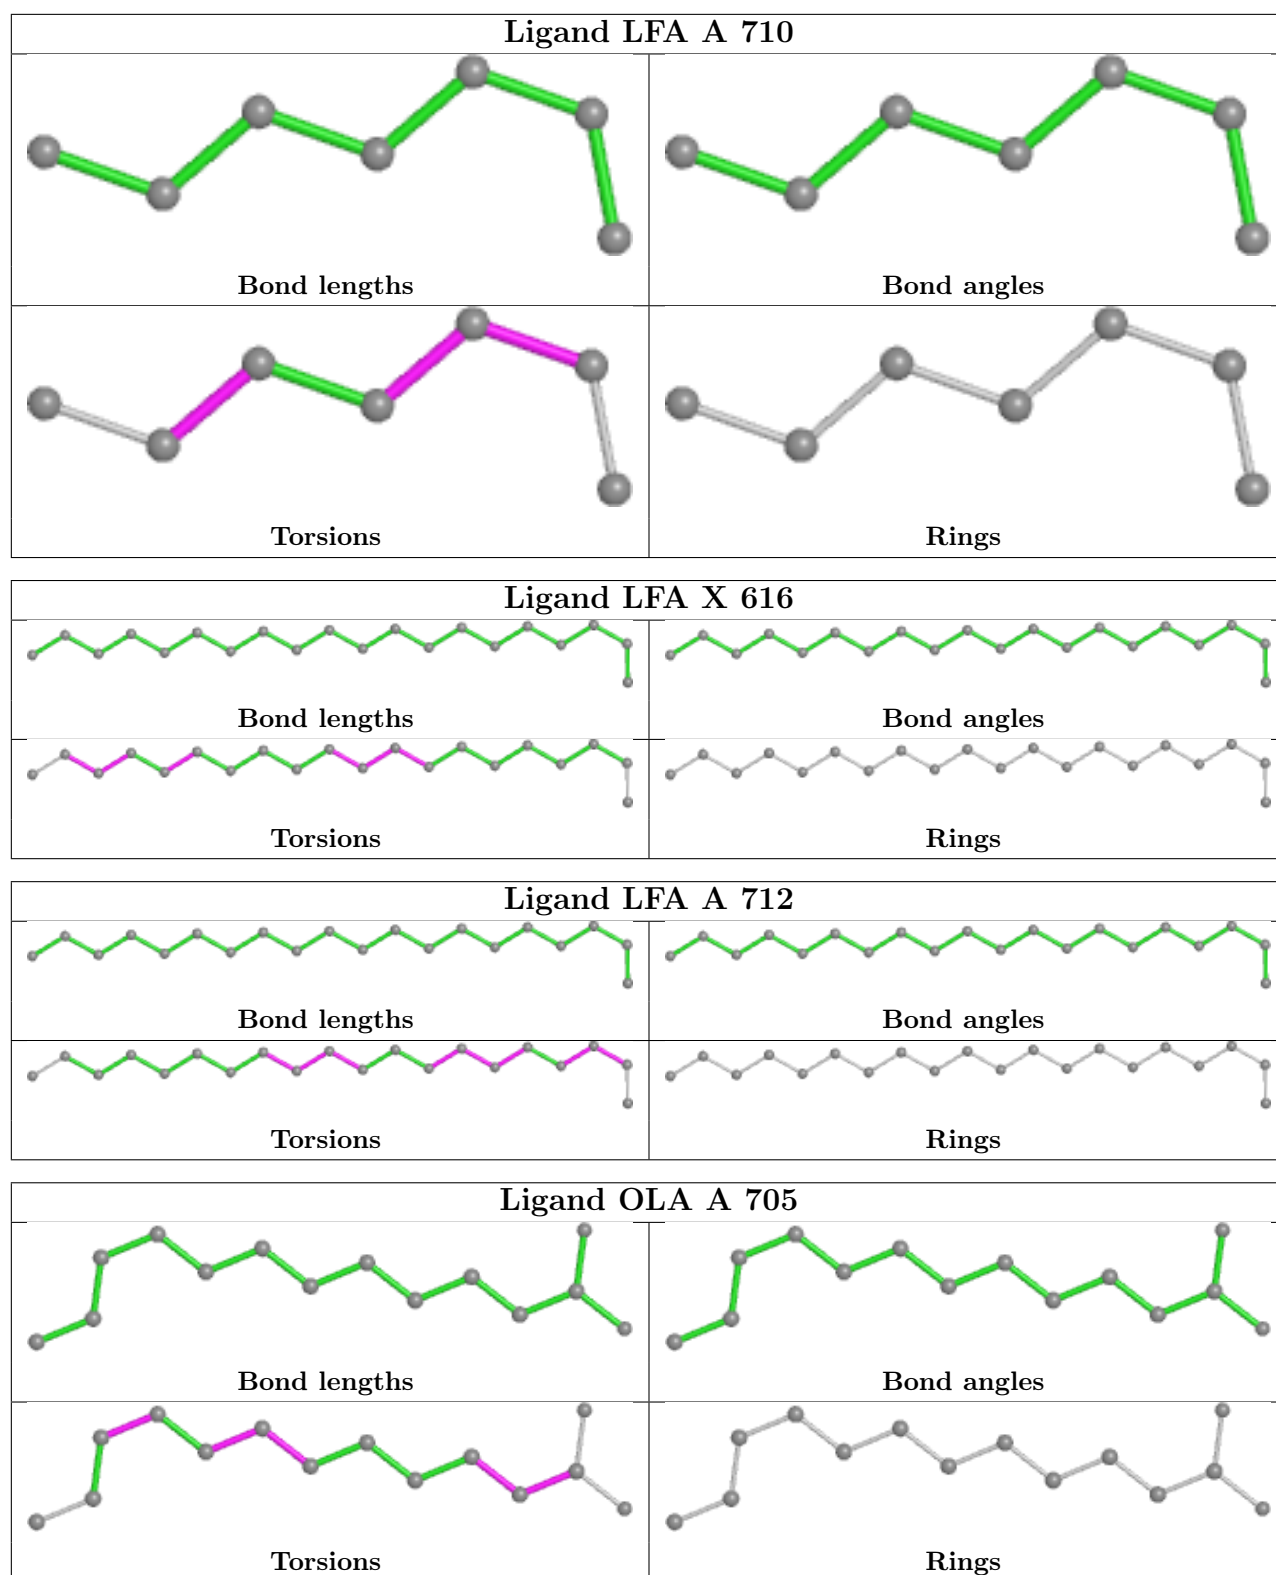 Ligand LFA A 710
Bond lengths
Bond angles
Torsions
Rings
Ligand LFA X 616
Bond lengths
Bond angles
Torsions
Rings
Ligand LFA A 712
Bond lengths
Bond angles
Torsions
Rings
Ligand OLA A 705
Bond lengths
Bond angles
Torsions
Rings